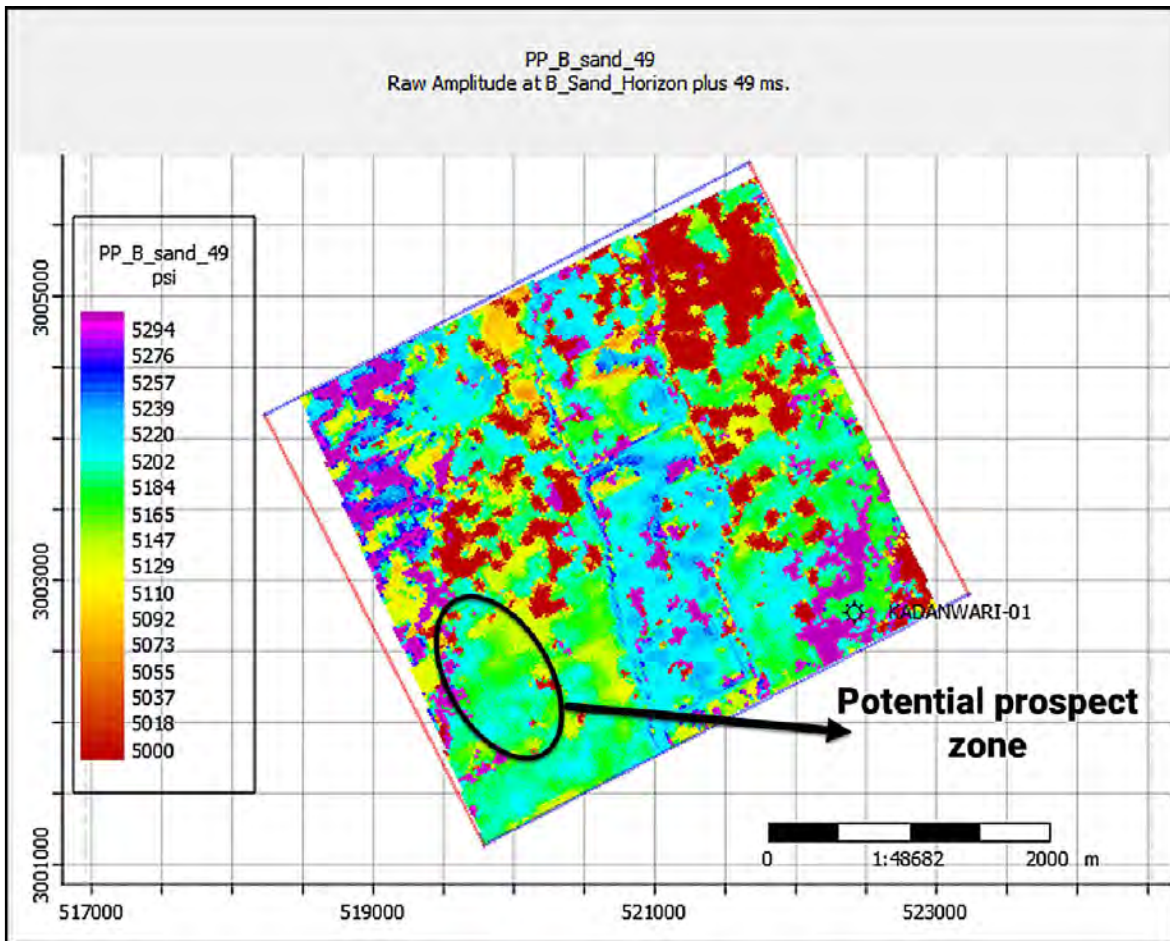 PP_B_sand_49
Raw Amplitude at B_Sand_Horizon plus 49 ms.
PP_B_sand_49
psi
5294
5276
5257
5239
5220
5202
5184
5165
5147
5129
5110
5092
5073
5055
5037
5018
5000
3005000
3003000
3001000
KADANWARI-01
Potential prospect
zone
0 1:48682 2000 m
517000 519000 521000 523000